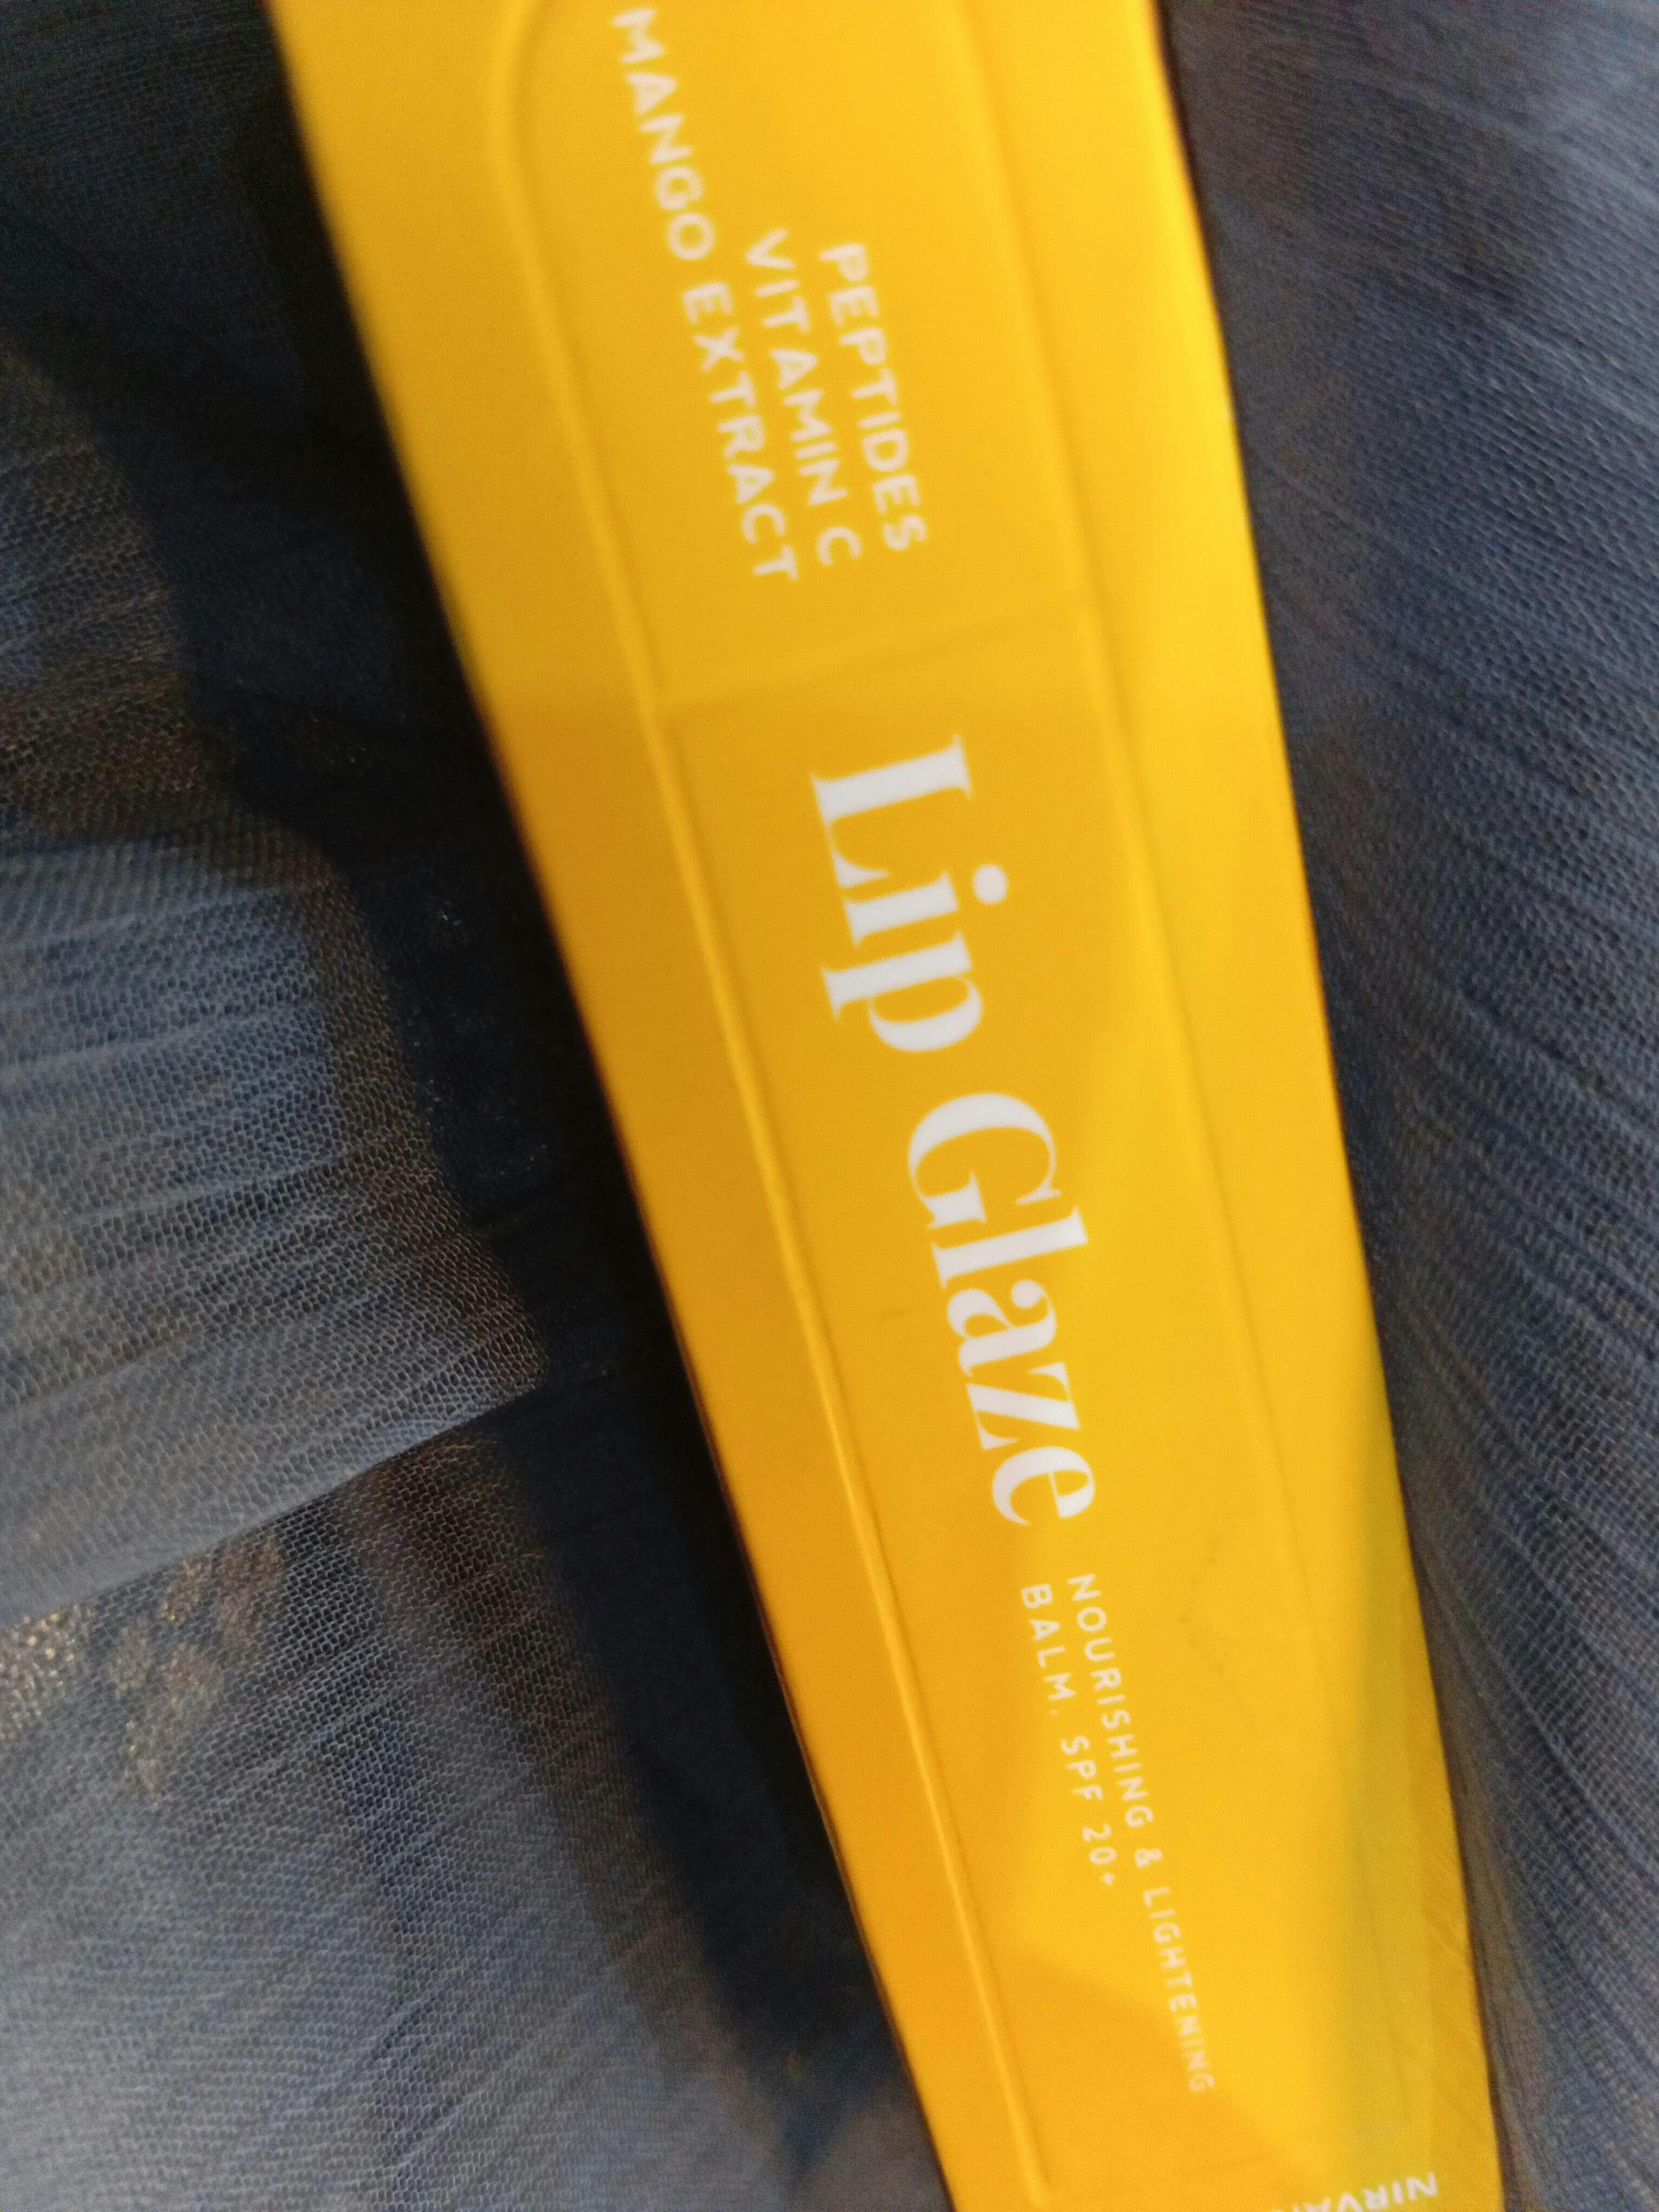 PEPTIDES
VITAMIN C
MANGO EXTRACT
Lip Glaze
NOURISHING & LIGHTENING
BALM. SPF 20+